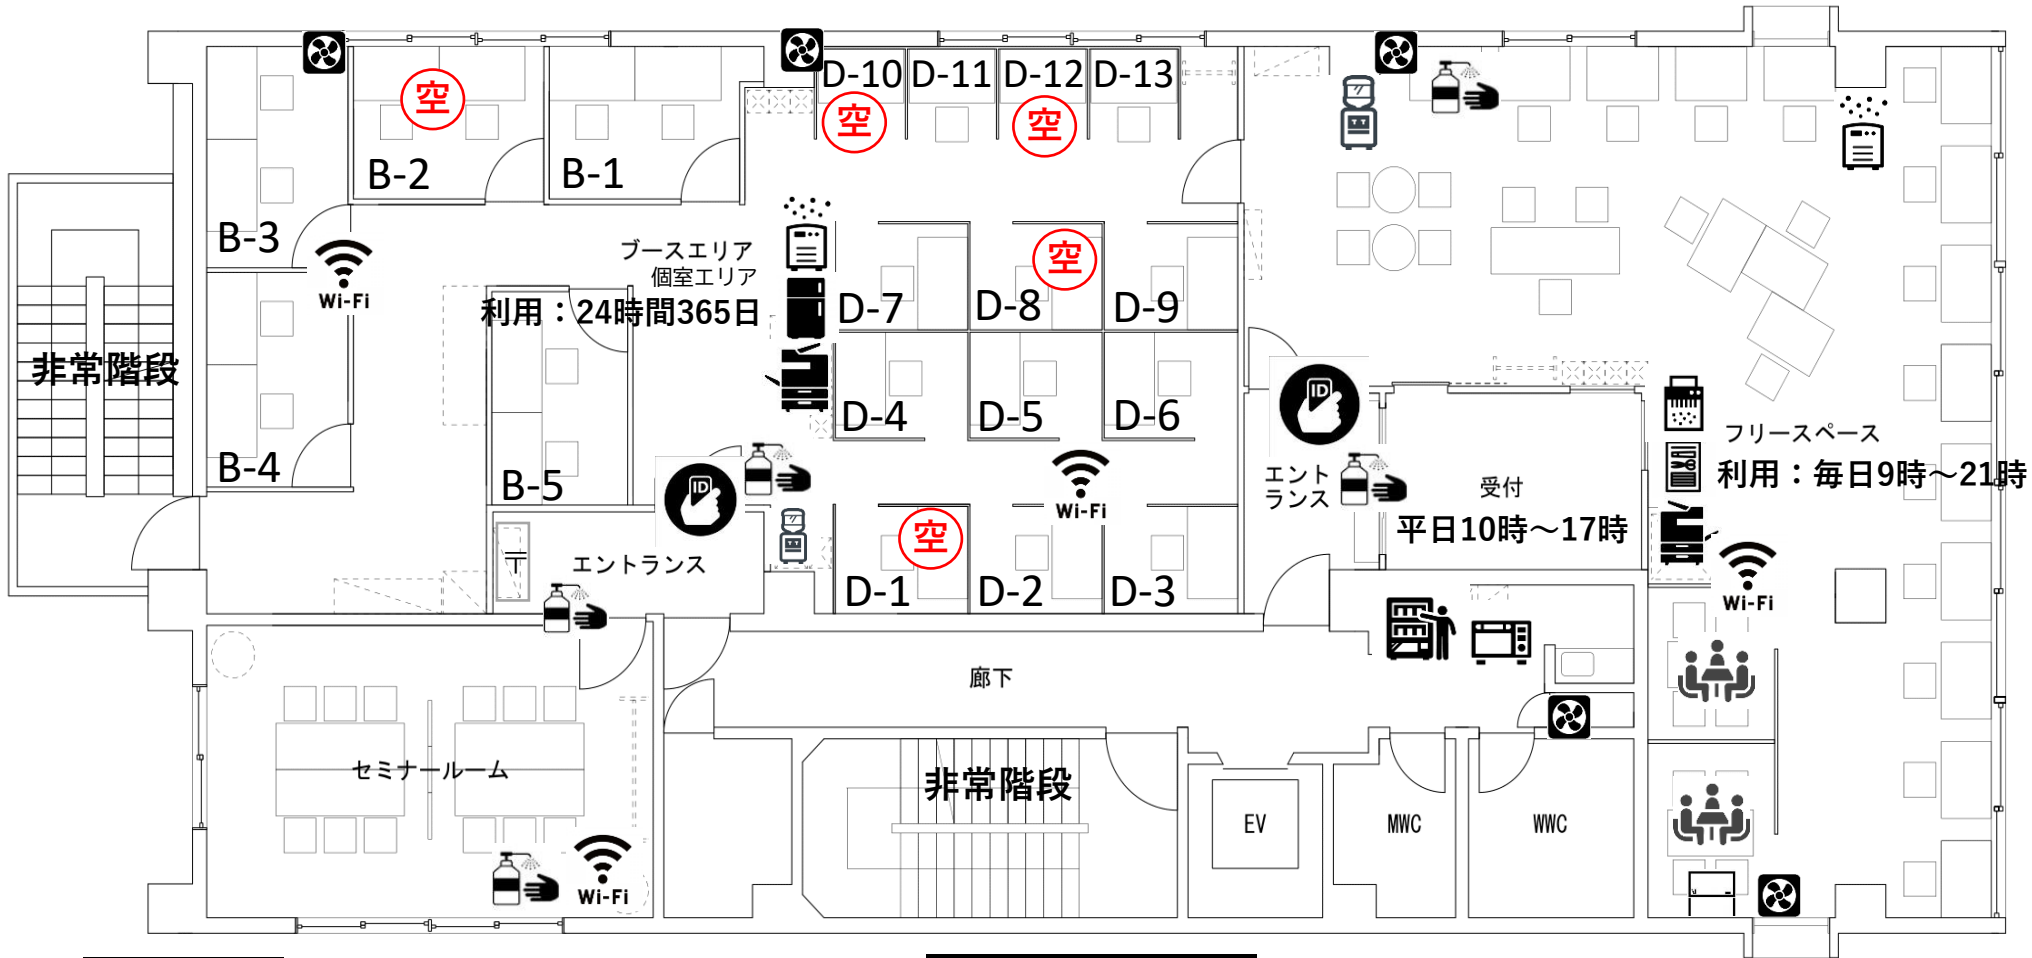 D-10
D-11
D-12
D-13
空
空
空
B-2
B-1
B-3
Wi-Fi
ブースエリア
個室エリア
利用：24時間365日
空
D-7
D-8
D-9
非常階段
D-4
D-5
D-6
B-4
B-5
ID
ID
エント
ランス
受付
平日10時～17時
フリースペース
利用：毎日9時～21時
Wi-Fi
空
〒
エントランス
D-1
D-2
D-3
Wi-Fi
廊下
セミナールーム
非常階段
EV
MWC
WWC
Wi-Fi